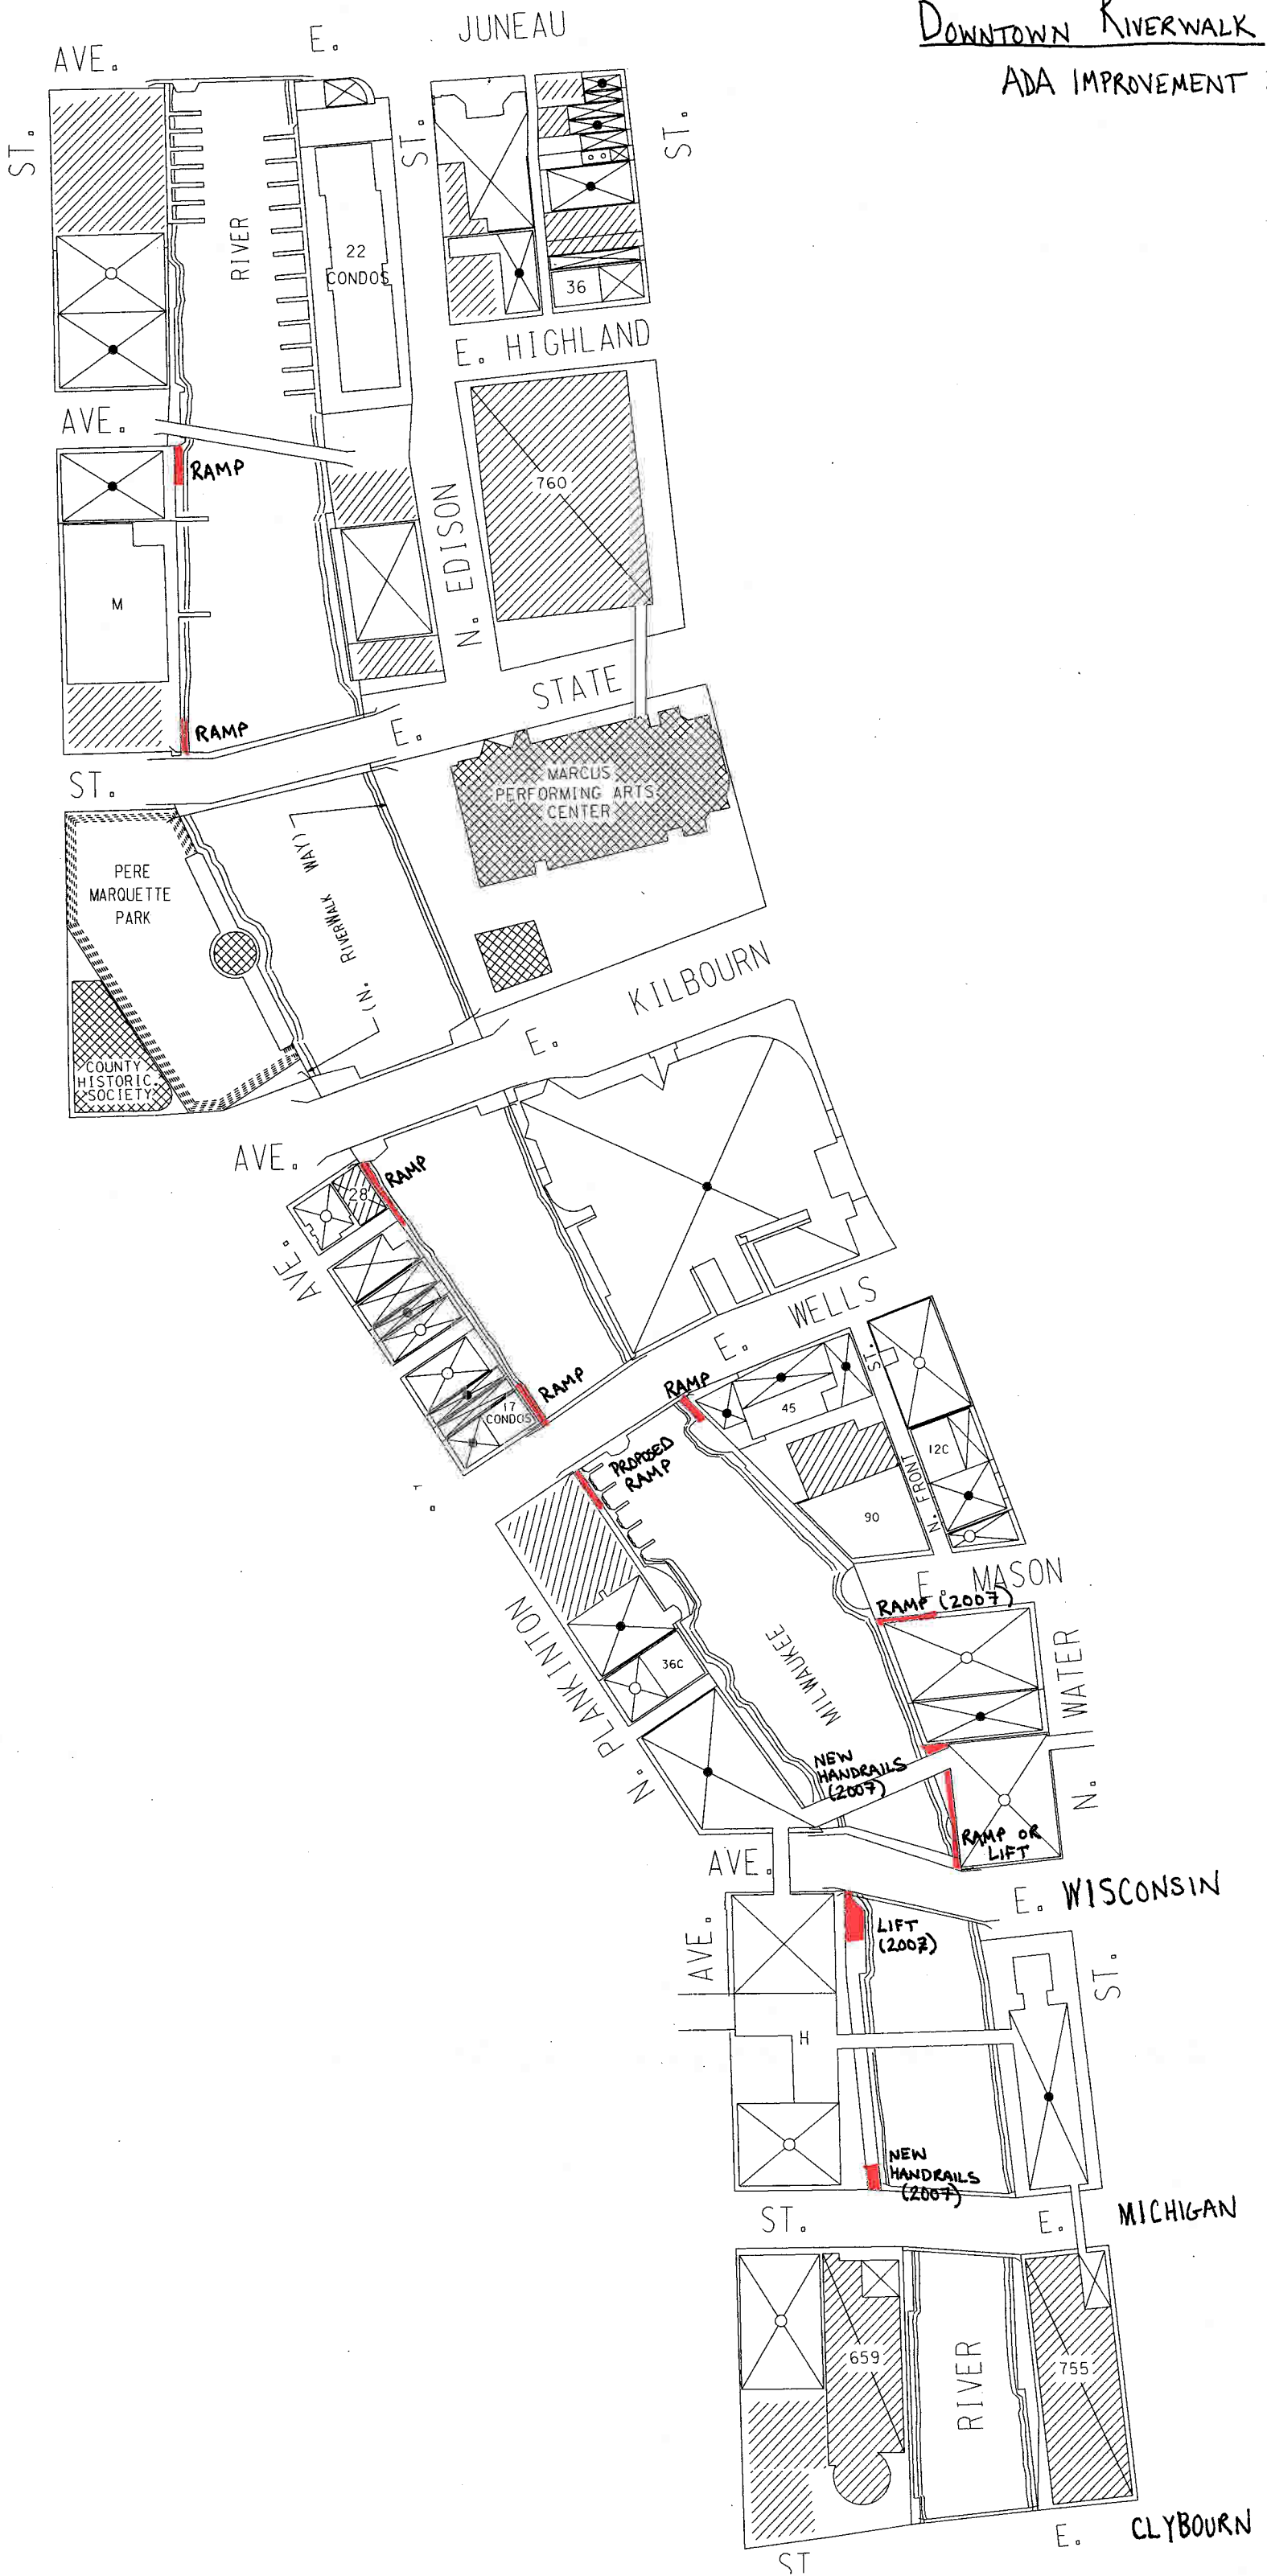 DOWNTOWN RIVERWALK
ADA IMPROVEMENT
E. JUNEAU
AVE.
ST.
ST.
ST.
RIVER
22
CONDOS
36
E. HIGHLAND
AVE.
RAMP
760
N. EDISON
M
STATE
RAMP
E.
ST.
MARCUS
PERFORMING ARTS
CENTER
PERE
MARQUETTE
PARK
(N. RIVERWALK WAY)
KILBOURN
E.
COUNTY
HISTORIC.
SOCIETY
AVE.
RAMP
28
AVE.
WELLS
E.
RAMP
RAMP
ST.
45
17
CONDOS
12C
PROPOSED
RAMP
N. FRONT
90
E. MASON
RAMP (2007)
N. PLANKINTON
MILWAUKEE
36C
N. WATER
NEW
HANDRAILS
(2007)
RAMP OR
LIFT
AVE.
E. WISCONSIN
LIFT
(2007)
AVE.
ST.
H
NEW
HANDRAILS
(2007)
ST.
E. MICHIGAN
659
RIVER
755
E. CLYBOURN
ST